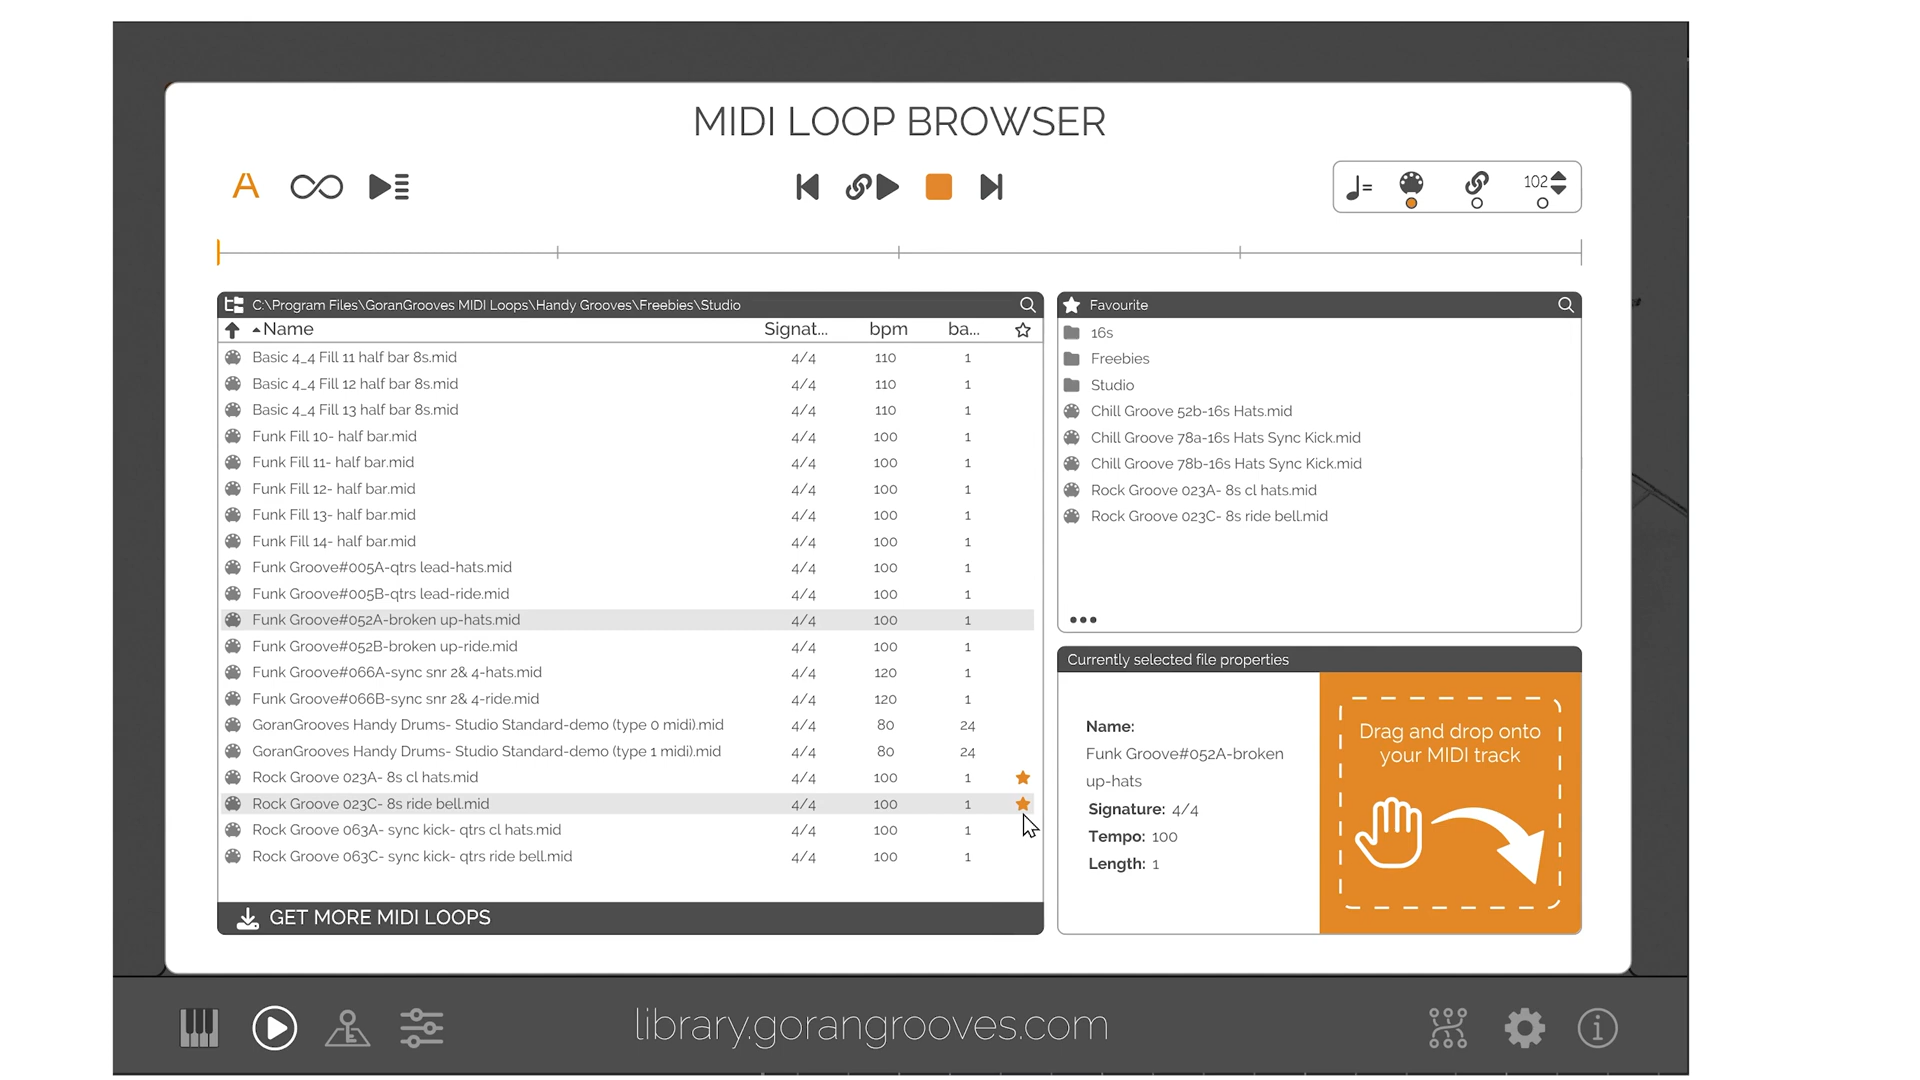 MIDI LOOP BROWSER
A
=
102
C:\Program Files\GoranGrooves MIDI Loops\Handy Grooves\Freebies\Studio
Name Signat... bpm ba...
Basic 4_4 Fill 11 half bar 8s.mid 4/4 110 1
Basic 4_4 Fill 12 half bar 8s.mid 4/4 110 1
Basic 4_4 Fill 13 half bar 8s.mid 4/4 110 1
Funk Fill 10- half bar.mid 4/4 100 1
Funk Fill 11- half bar.mid 4/4 100 1
Funk Fill 12- half bar.mid 4/4 100 1
Funk Fill 13- half bar.mid 4/4 100 1
Funk Fill 14- half bar.mid 4/4 100 1
Funk Groove#005A-qtrs lead-hats.mid 4/4 100 1
Funk Groove#005B-qtrs lead-ride.mid 4/4 100 1
Funk Groove#052A-broken up-hats.mid 4/4 100 1
Funk Groove#052B-broken up-ride.mid 4/4 100 1
Funk Groove#066A-sync snr 2& 4-hats.mid 4/4 120 1
Funk Groove#066B-sync snr 2& 4-ride.mid 4/4 120 1
GoranGrooves Handy Drums- Studio Standard-demo (type 0 midi).mid 4/4 80 24
GoranGrooves Handy Drums- Studio Standard-demo (type 1 midi).mid 4/4 80 24
Rock Groove 023A- 8s cl hats.mid 4/4 100 1
Rock Groove 023C- 8s ride bell.mid 4/4 100 1
Rock Groove 063A- sync kick- qtrs cl hats.mid 4/4 100 1
Rock Groove 063C- sync kick- qtrs ride bell.mid 4/4 100 1
GET MORE MIDI LOOPS
Favourite
16s
Freebies
Studio
Chill Groove 52b-16s Hats.mid
Chill Groove 78a-16s Hats Sync Kick.mid
Chill Groove 78b-16s Hats Sync Kick.mid
Rock Groove 023A- 8s cl hats.mid
Rock Groove 023C- 8s ride bell.mid
Currently selected file properties
Name:
Funk Groove#052A-broken
up-hats
Signature: 4/4
Tempo: 100
Length: 1
Drag and drop onto
your MIDI track
library.gorangrooves.com